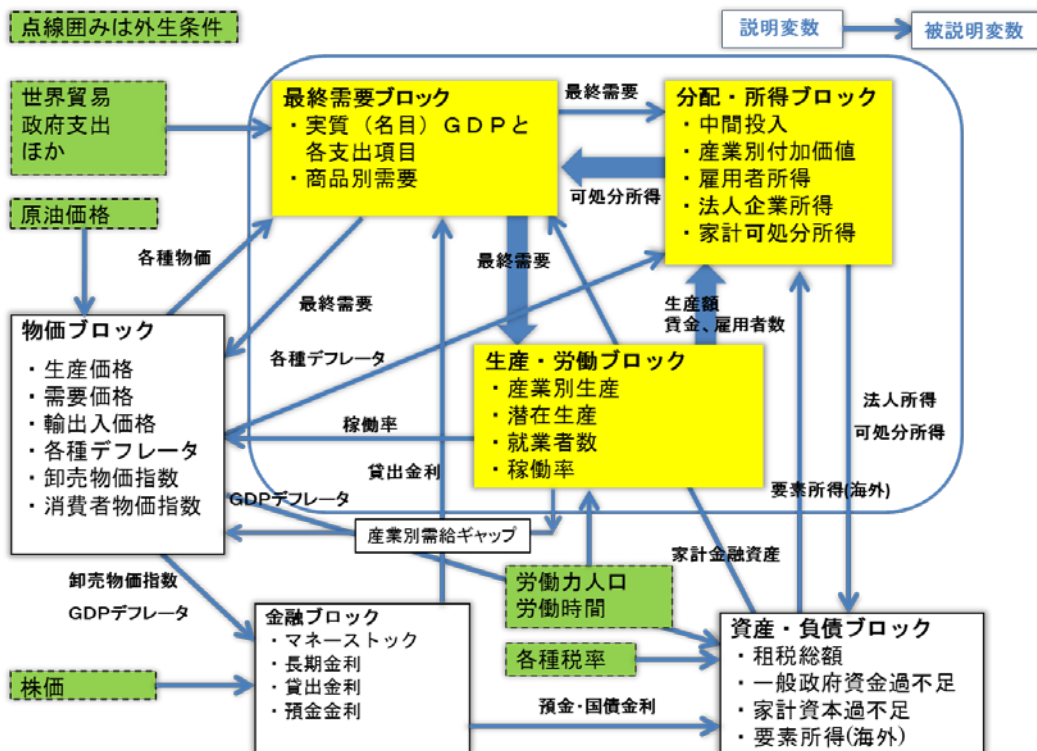 点線囲みは外生条件
説明変数
被説明変数
世界貿易
政府支出
ほか
原油価格
最終需要ブロック
・実質（名目）ＧＤＰと
各支出項目
・商品別需要
最終需要
分配・所得ブロック
・中間投入
・産業別付加価値
・雇用者所得
・法人企業所得
・家計可処分所得
可処分所得
各種物価
最終需要
最終需要
生産額
賃金、雇用者数
物価ブロック
・生産価格
・需要価格
・輸出入価格
・各種デフレータ
・卸売物価指数
・消費者物価指数
各種デフレータ
生産・労働ブロック
・産業別生産
・潜在生産
・就業者数
・稼働率
稼働率
貸出金利
法人所得
可処分所得
要素所得(海外)
GDPデフレータ
産業別需給ギャップ
家計金融資産
卸売物価指数
GDPデフレータ
労働力人口
労働時間
各種税率
株価
金融ブロック
・マネーストック
・長期金利
・貸出金利
・預金金利
預金・国債金利
資産・負債ブロック
・租税総額
・一般政府資金過不足
・家計資本過不足
・要素所得(海外)